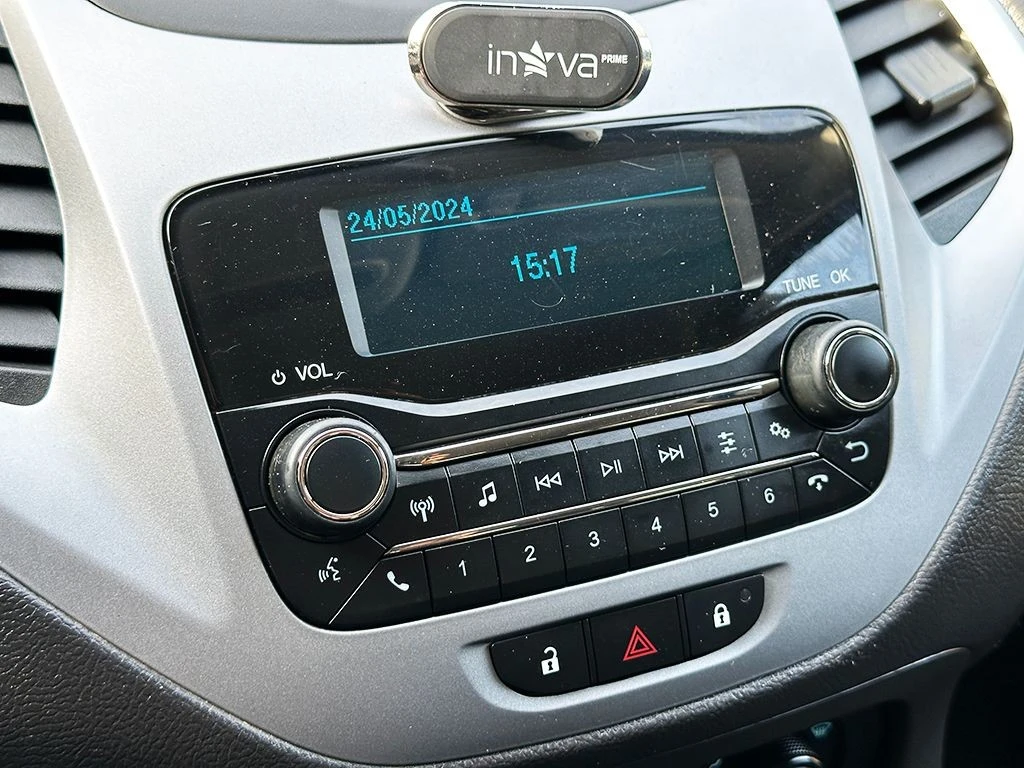 inova PRIME
24/05/2024
15:17
TUNE OK
VOL
1 2 3 4 5 6